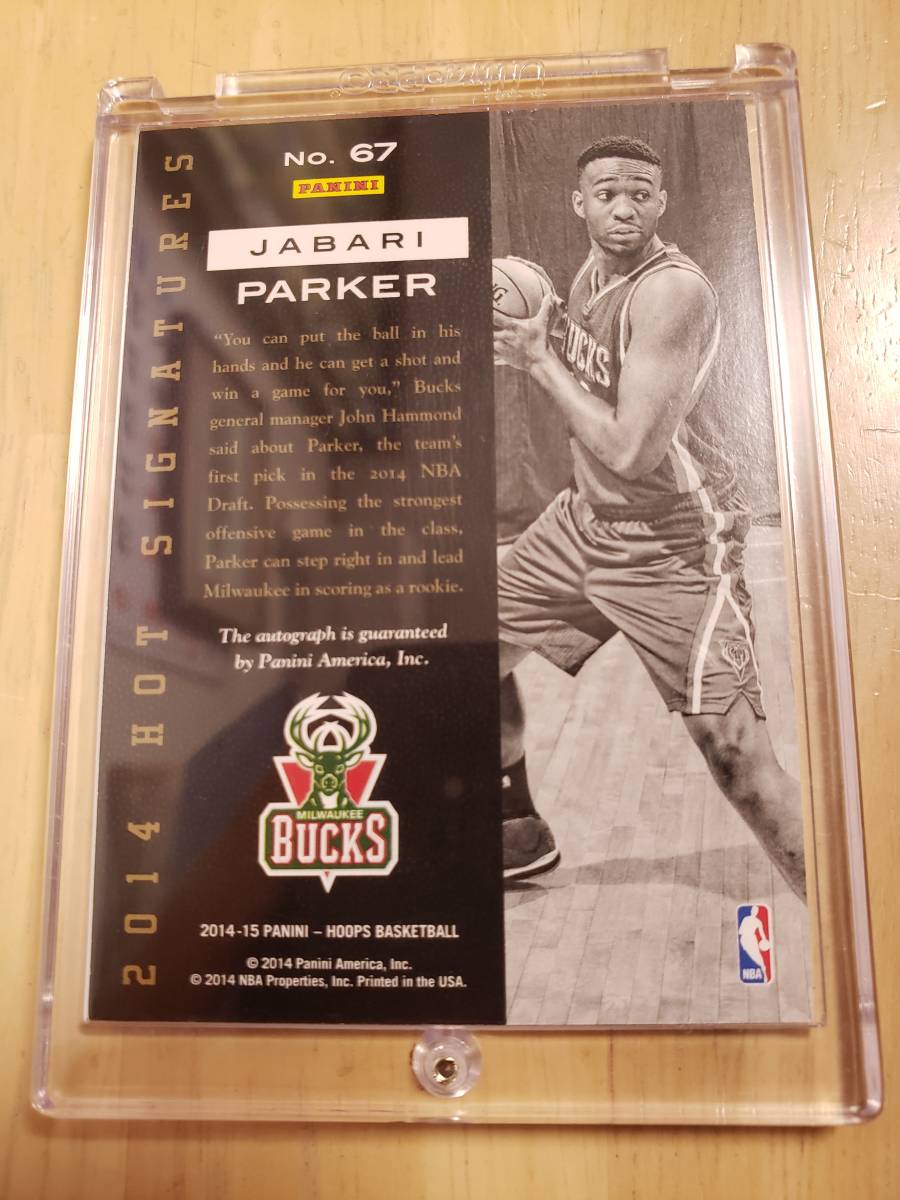 ultra·PRO
No. 67
PANINI
JABARI
PARKER
2014 HOT SIGNATURES
“You can put the ball in his
hands and he can get a shot and
win a game for you,” Bucks
general manager John Hammond
said about Parker, the team’s
first pick in the 2014 NBA
Draft. Possessing the strongest
offensive game in the class,
Parker can step right in and lead
Milwaukee in scoring as a rookie.
The autograph is guaranteed
by Panini America, Inc.
MILWAUKEE
BUCKS
2014-15 PANINI – HOOPS BASKETBALL
© 2014 Panini America, Inc.
© 2014 NBA Properties, Inc. Printed in the USA.
UCKS
NBA